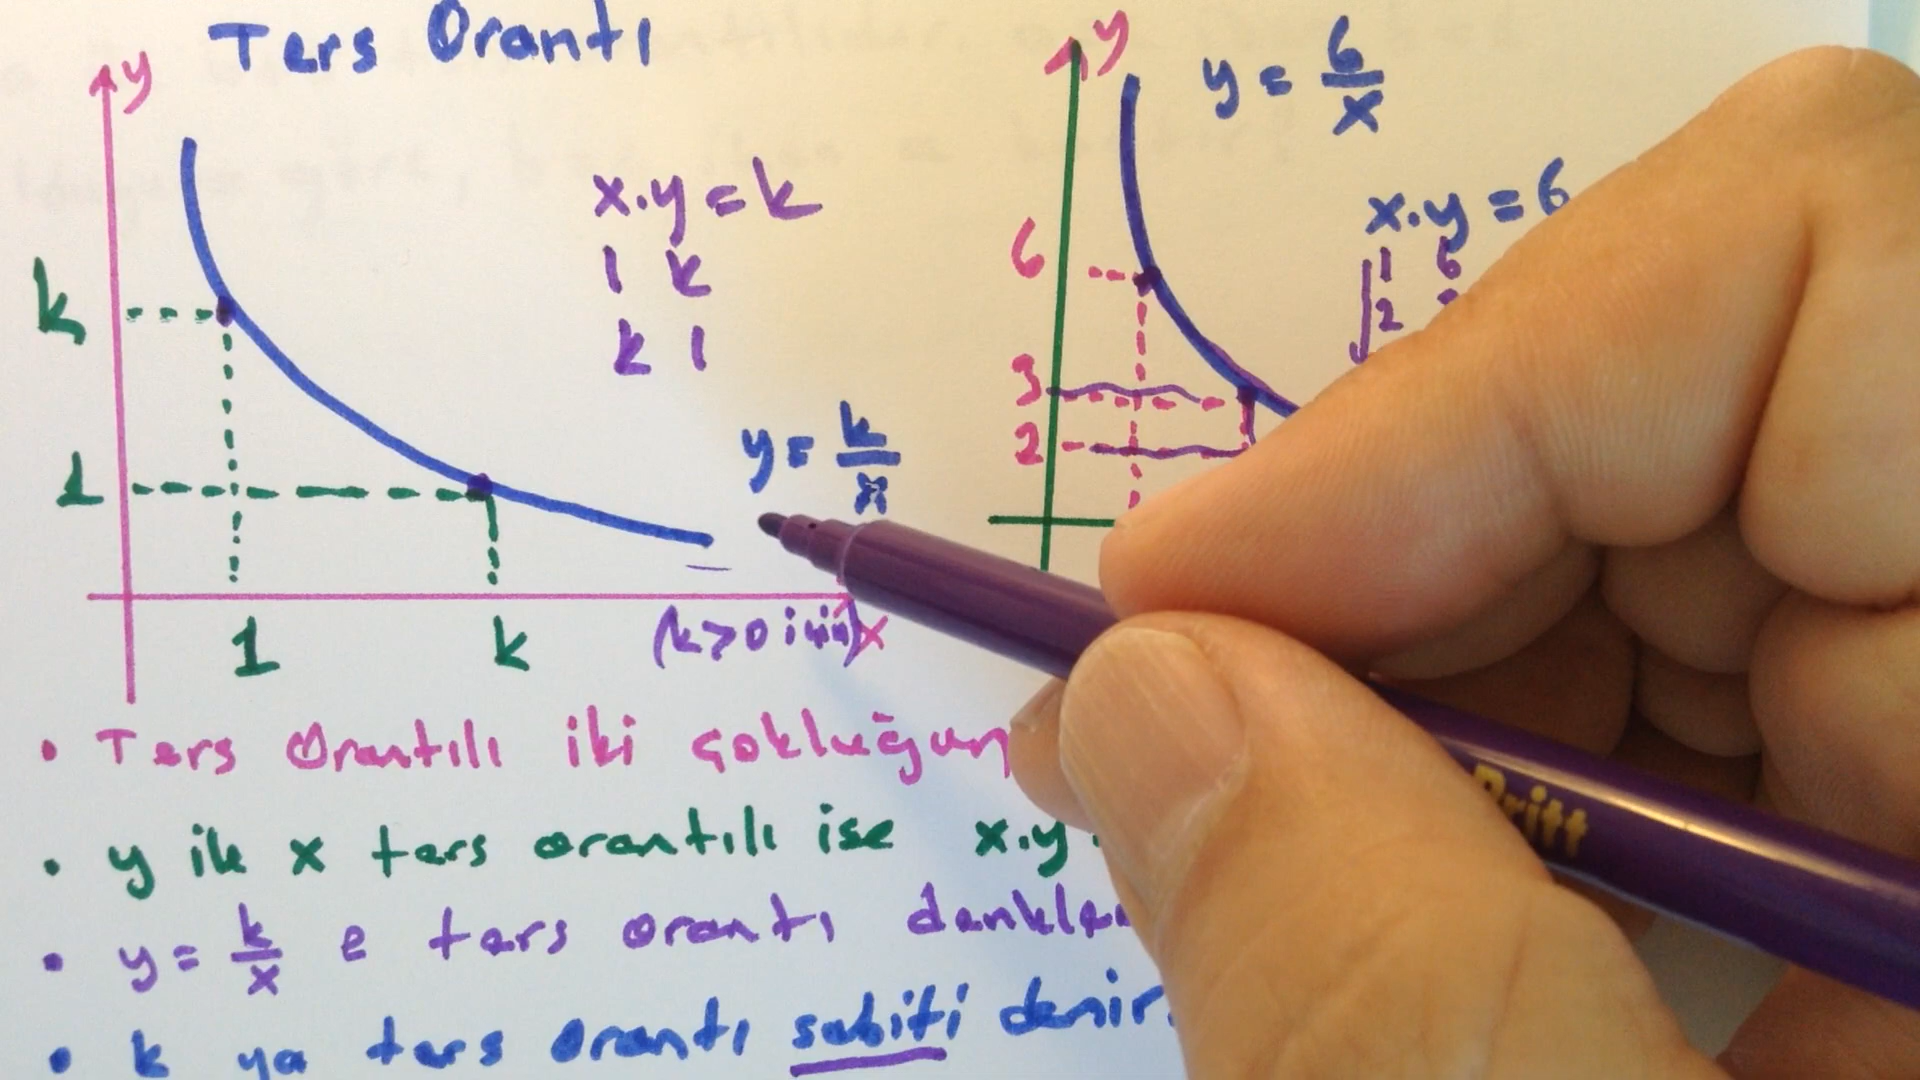 Ters Orantı
y
x.y = k
1 k
k 1
k
1
y = k/x
1
k
(k>0 için)
x
y
y = 6/x
x.y = 6
1 6
2
6
3
2
• Ters Orantılı iki çokluğun
• y ile x ters orantılı ise x.y
• y = k/x e ters orantı denkle
• k ya ters orantı sabiti denir.
Pritt